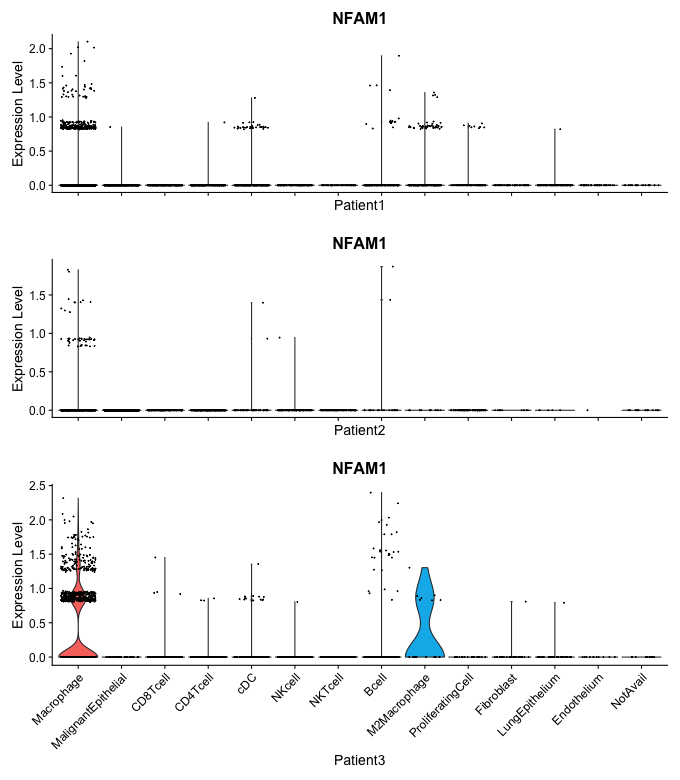 NFAM1
Expression Level
2.0
1.5
1.0
0.5
0.0
Patient1
NFAM1
Expression Level
1.5
1.0
0.5
0.0
Patient2
NFAM1
Expression Level
2.5
2.0
1.5
1.0
0.5
0.0
Macrophage
MalignantEpithelial
CD8Tcell
CD4Tcell
cDC
NKcell
NKTcell
Bcell
M2Macrophage
ProliferatingCell
Fibroblast
LungEpithelium
Endothelium
NotAvail
Patient3